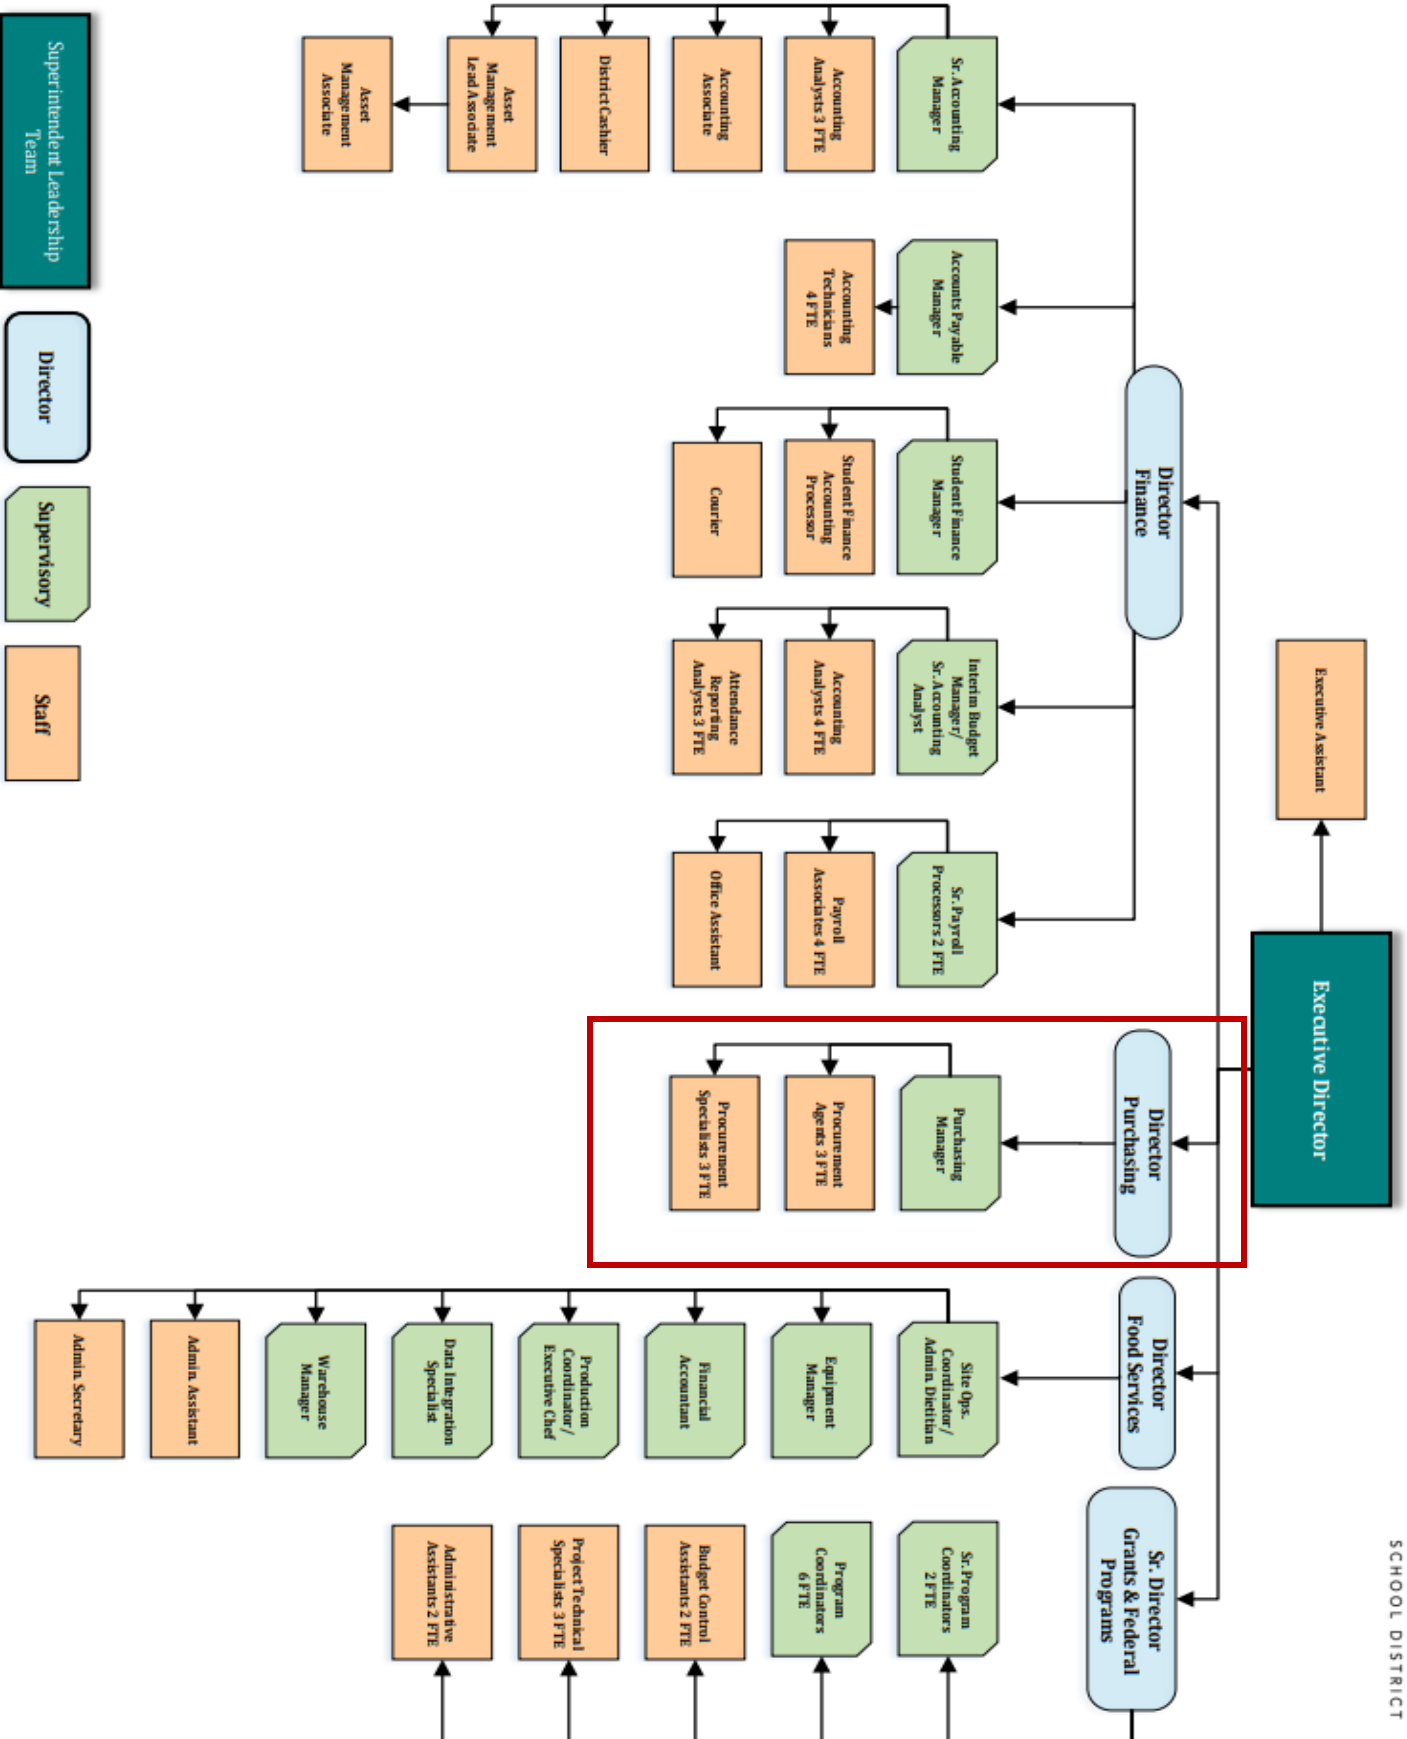 SCHOOL DISTRICT
Executive Director
Executive Assistant
Director
Finance
Director
Purchasing
Director
Food Services
Sr. Director
Grants & Federal
Programs
Sr. Accounting
Manager
Accounting
Analysts 3 FTE
Accounting
Associate
District Cashier
Asset
Management
Lead Associate
Asset
Management
Associate
Accounts Payable
Manager
Accounting
Technicians
4 FTE
Student Finance
Manager
Student Finance
Accounting
Processor
Courier
Interim Budget
Manager/
Sr. Accounting
Analyst
Accounting
Analysts 4 FTE
Attendance
Reporting
Analysts 3 FTE
Sr. Payroll
Processors 2 FTE
Payroll
Associates 4 FTE
Office Assistant
Purchasing
Manager
Procurement
Agents 3 FTE
Procurement
Specialists 3 FTE
Site Ops.
Coordinator/
Admin. Dietitian
Equipment
Manager
Financial
Accountant
Production
Coordinator/
Executive Chef
Data Integration
Specialist
Warehouse
Manager
Admin. Assistant
Admin. Secretary
Sr. Program
Coordinators
2 FTE
Program
Coordinators
6 FTE
Budget Control
Assistants 2 FTE
Project Technical
Specialists 3 FTE
Administrative
Assistants 2 FTE
Superintendent Leadership
Team
Director
Supervisory
Staff